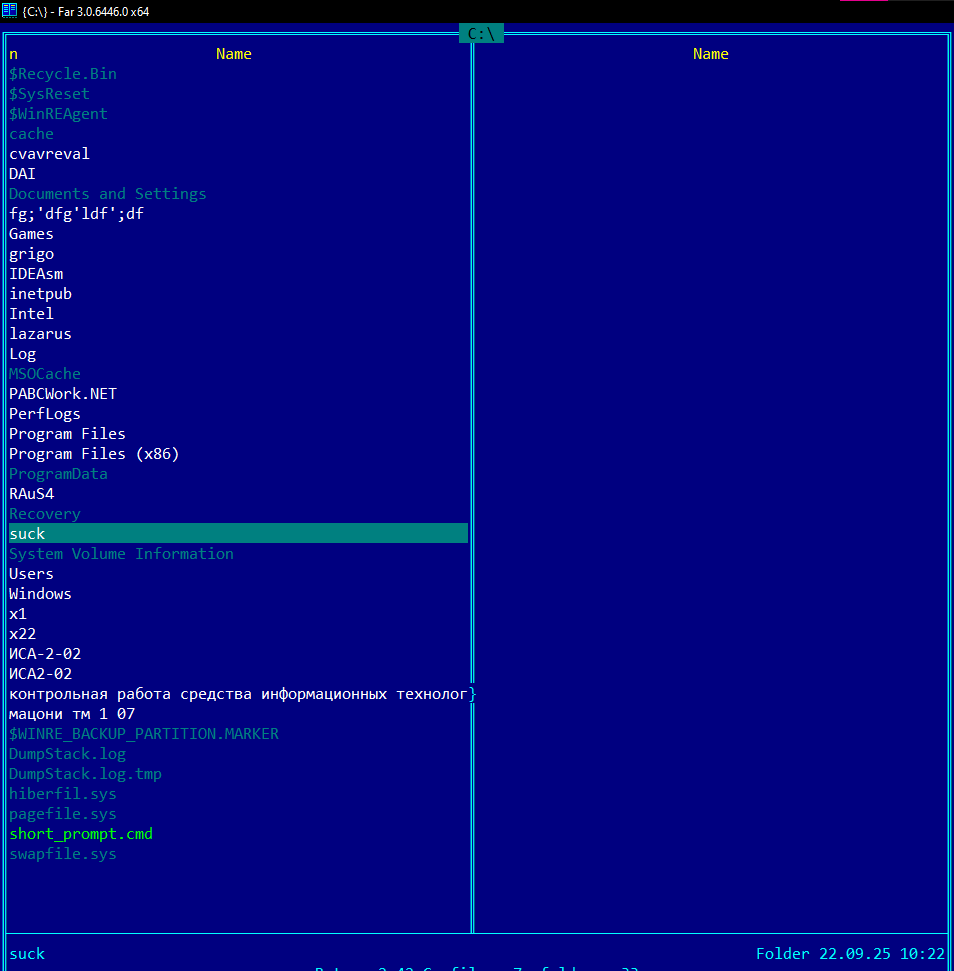 {C:\} - Far 3.0.6446.0 x64
C:\
n Name Name
$Recycle.Bin
$SysReset
$WinREAgent
cache
cvavreval
DAI
Documents and Settings
fg;'dfg'ldf';df
Games
grigo
IDEAsm
inetpub
Intel
lazarus
Log
MSOCache
PABCWork.NET
PerfLogs
Program Files
Program Files (x86)
ProgramData
RAuS4
Recovery
suck
System Volume Information
Users
Windows
x1
x22
ИСА-2-02
ИСА2-02
контрольная работа средства информационных технолог}
мацони тм 1 07
$WINRE_BACKUP_PARTITION.MARKER
DumpStack.log
DumpStack.log.tmp
hiberfil.sys
pagefile.sys
short_prompt.cmd
swapfile.sys
suck Folder 22.09.25 10:22